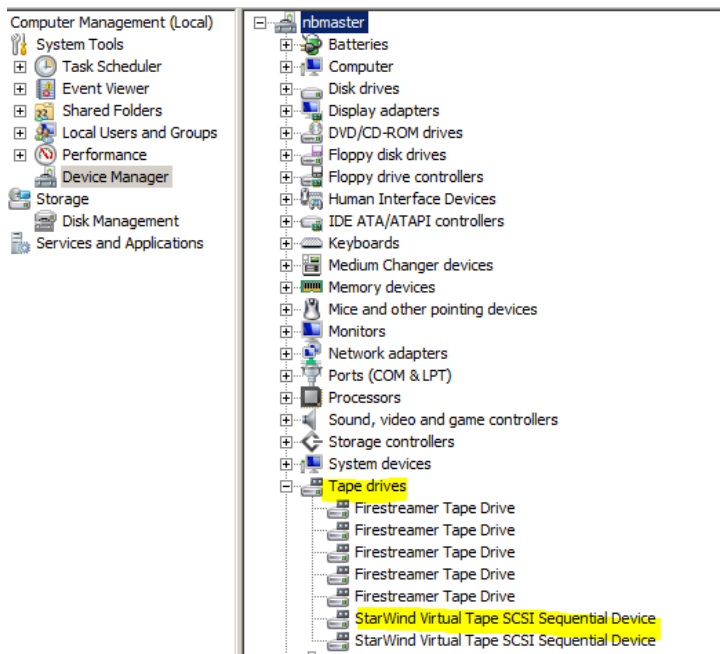 Computer Management (Local)
System Tools
Task Scheduler
Event Viewer
Shared Folders
Local Users and Groups
Performance
Device Manager
Storage
Disk Management
Services and Applications
nbmaster
Batteries
Computer
Disk drives
Display adapters
DVD/CD-ROM drives
Floppy disk drives
Floppy drive controllers
Human Interface Devices
IDE ATA/ATAPI controllers
Keyboards
Medium Changer devices
Memory devices
Mice and other pointing devices
Monitors
Network adapters
Ports (COM & LPT)
Processors
Sound, video and game controllers
Storage controllers
System devices
Tape drives
Firestreamer Tape Drive
Firestreamer Tape Drive
Firestreamer Tape Drive
Firestreamer Tape Drive
Firestreamer Tape Drive
StarWind Virtual Tape SCSI Sequential Device
StarWind Virtual Tape SCSI Sequential Device